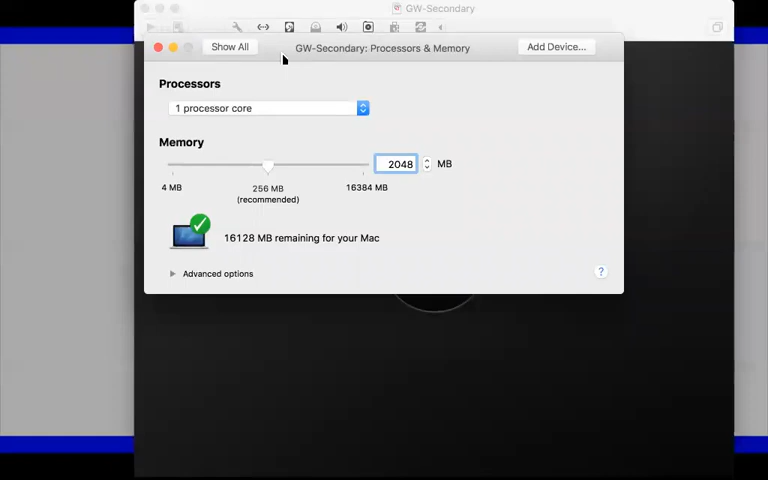 GW-Secondary
Show All
GW-Secondary: Processors & Memory
Add Device...
Processors
1 processor core
Memory
2048
MB
4 MB
256 MB
16384 MB
(recommended)
16128 MB remaining for your Mac
Advanced options
?